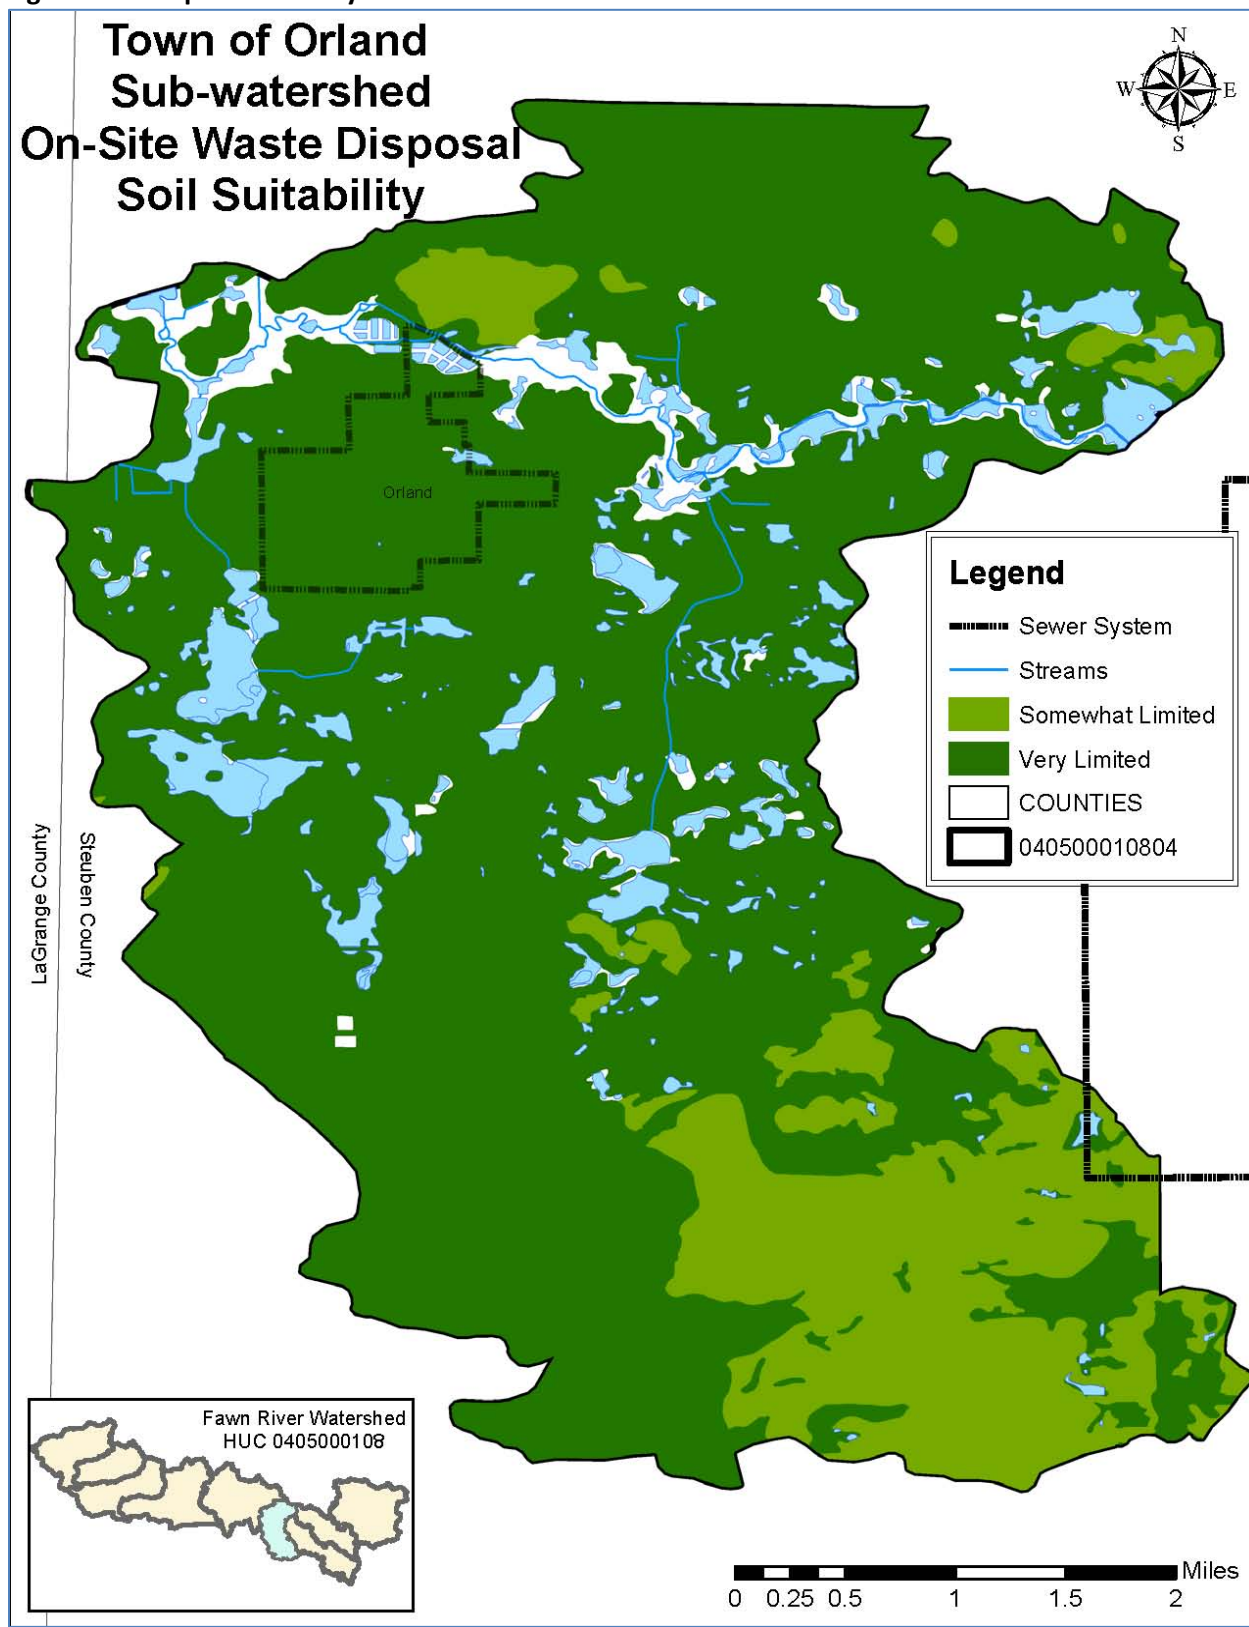 Town of Orland
Sub-watershed
On-Site Waste Disposal
Soil Suitability
N
W
E
S
Orland
Legend
Sewer System
Streams
Somewhat Limited
Very Limited
COUNTIES
040500010804
LaGrange County
Steuben County
Fawn River Watershed
HUC 0405000108
Miles
0 0.25 0.5 1 1.5 2